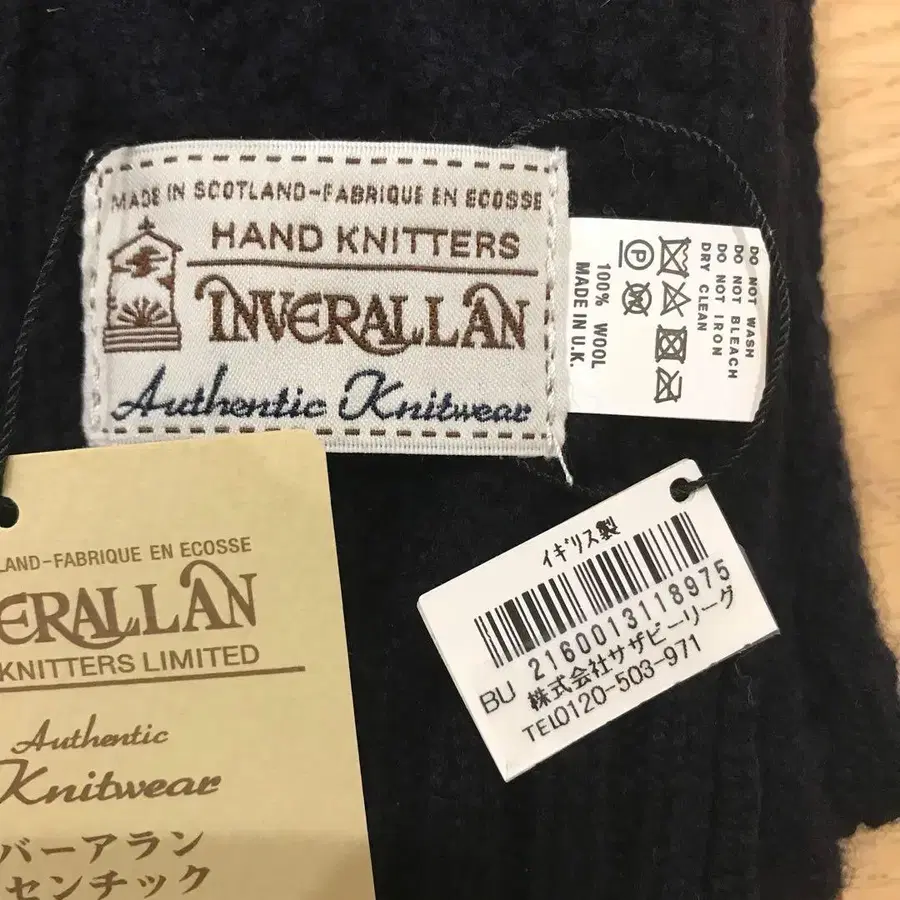 MADE IN SCOTLAND-FABRIQUE EN ECOSSE
HAND KNITTERS
INVERALLAN
Authentic Knitwear
100% WOOL
MADE IN U.K.
P
DO NOT WASH
DO NOT BLEACH
DO NOT IRON
DRY CLEAN
LAND-FABRIQUE EN ECOSSE
ERALLAN
KNITTERS LIMITED
Authentic
Knitwear
バーアラン
センチック
イギリス製
2160013118975
BU 株式会社サザビーリーグ
TEL0120-503-971